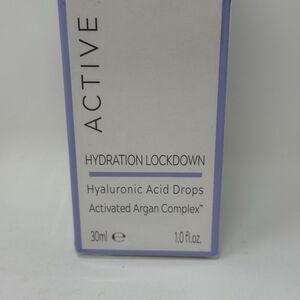 ACTIVE
HYDRATION LOCKDOWN
Hyaluronic Acid Drops
Activated Argan Complex™
30ml ℮ 1.0 fl.oz.